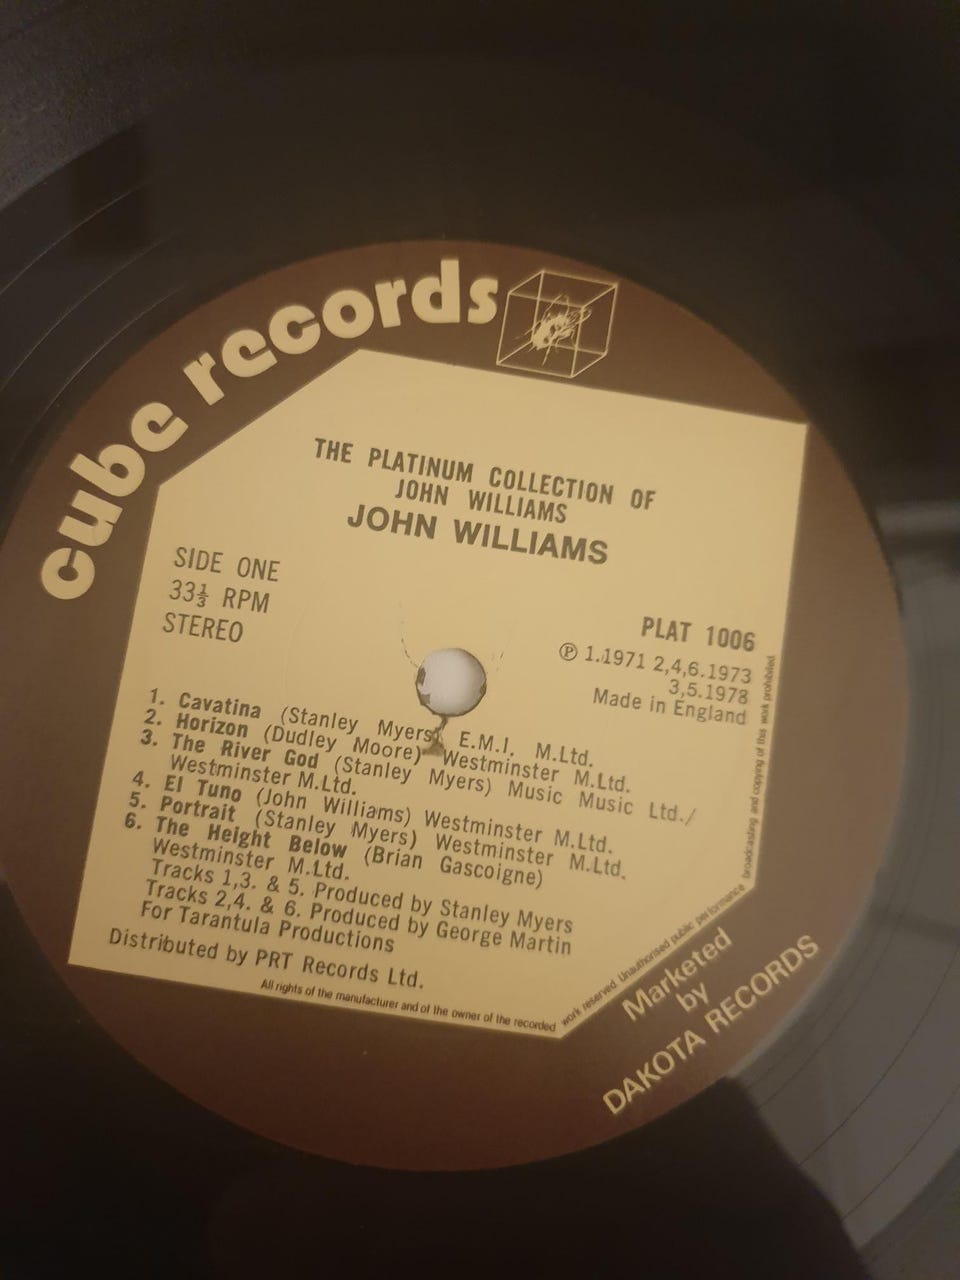 cube records
THE PLATINUM COLLECTION OF
JOHN WILLIAMS
JOHN WILLIAMS
SIDE ONE
33⅓ RPM
STEREO
PLAT 1006
℗ 1.1971 2,4,6.1973
3,5.1978
Made in England
1. Cavatina (Stanley Myers) E.M.I. M.Ltd.
2. Horizon (Dudley Moore) Westminster M.Ltd.
3. The River God (Stanley Myers) Music Music Ltd./
Westminster M.Ltd.
4. El Tuno (John Williams) Westminster M.Ltd.
5. Portrait (Stanley Myers) Westminster M.Ltd.
6. The Height Below (Brian Gascoigne)
Westminster M.Ltd.
Tracks 1,3. & 5. Produced by Stanley Myers
Tracks 2,4. & 6. Produced by George Martin
For Tarantula Productions
Distributed by PRT Records Ltd.
All rights of the manufacturer and of the owner of the recorded work reserved. Unauthorised public performance broadcasting and copying of this work prohibited
Marketed
by
DAKOTA RECORDS